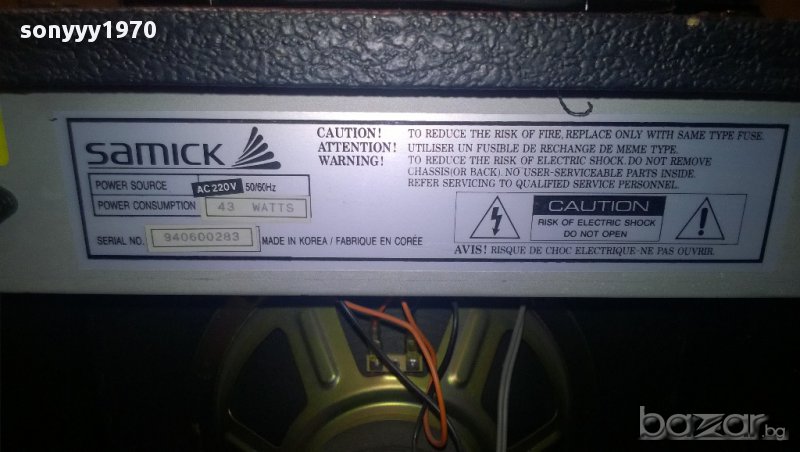 sonyyy1970
samick
CAUTION!
ATTENTION!
WARNING!
TO REDUCE THE RISK OF FIRE, REPLACE ONLY WITH SAME TYPE FUSE.
UTILISER UN FUSIBLE DE RECHANGE DE MEME TYPE.
TO REDUCE THE RISK OF ELECTRIC SHOCK. DO NOT REMOVE
CHASSIS(OR BACK). NO USER-SERVICEABLE PARTS INSIDE.
REFER SERVICING TO QUALIFIED SERVICE PERSONNEL.
POWER SOURCE AC 220V 50/60Hz
POWER CONSUMPTION 43 WATTS
SERIAL NO. 940600283 MADE IN KOREA / FABRIQUE EN CORÉE
CAUTION
RISK OF ELECTRIC SHOCK
DO NOT OPEN
AVIS! RISQUE DE CHOC ELECTRIQUE-NE PAS OUVRIR.
bazar.bg